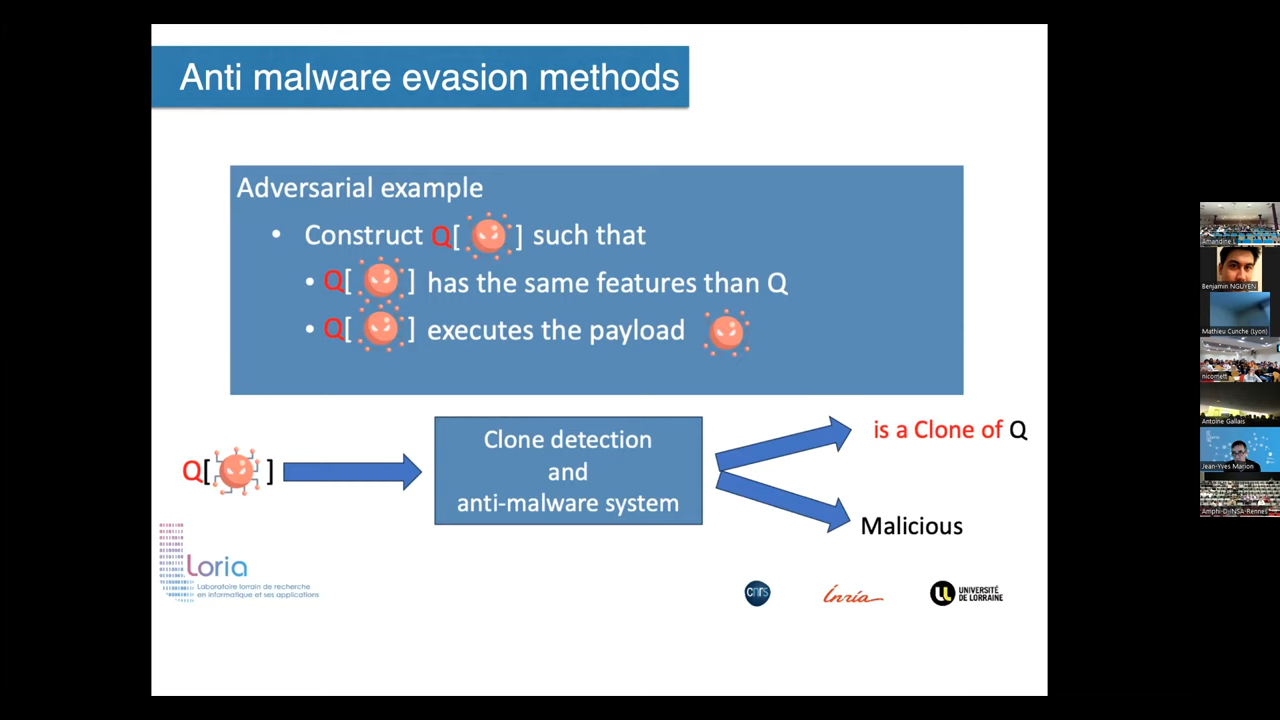 Anti malware evasion methods
Adversarial example
• Construct Q[ ] such that
• Q[ ] has the same features than Q
• Q[ ] executes the payload
Clone detection
and
anti-malware system
Q[ ]
is a Clone of Q
Malicious
Loria
Laboratoire lorrain de recherche
en informatique et ses applications
cnrs
Inria
UNIVERSITÉ
DE LORRAINE
Amandine L
Benjamin NGUYEN
Mathieu Cunche (Lyon)
nicomett
Antoine Gallais
Jean-Yves Marion
Amphi-D-INSA-Rennes